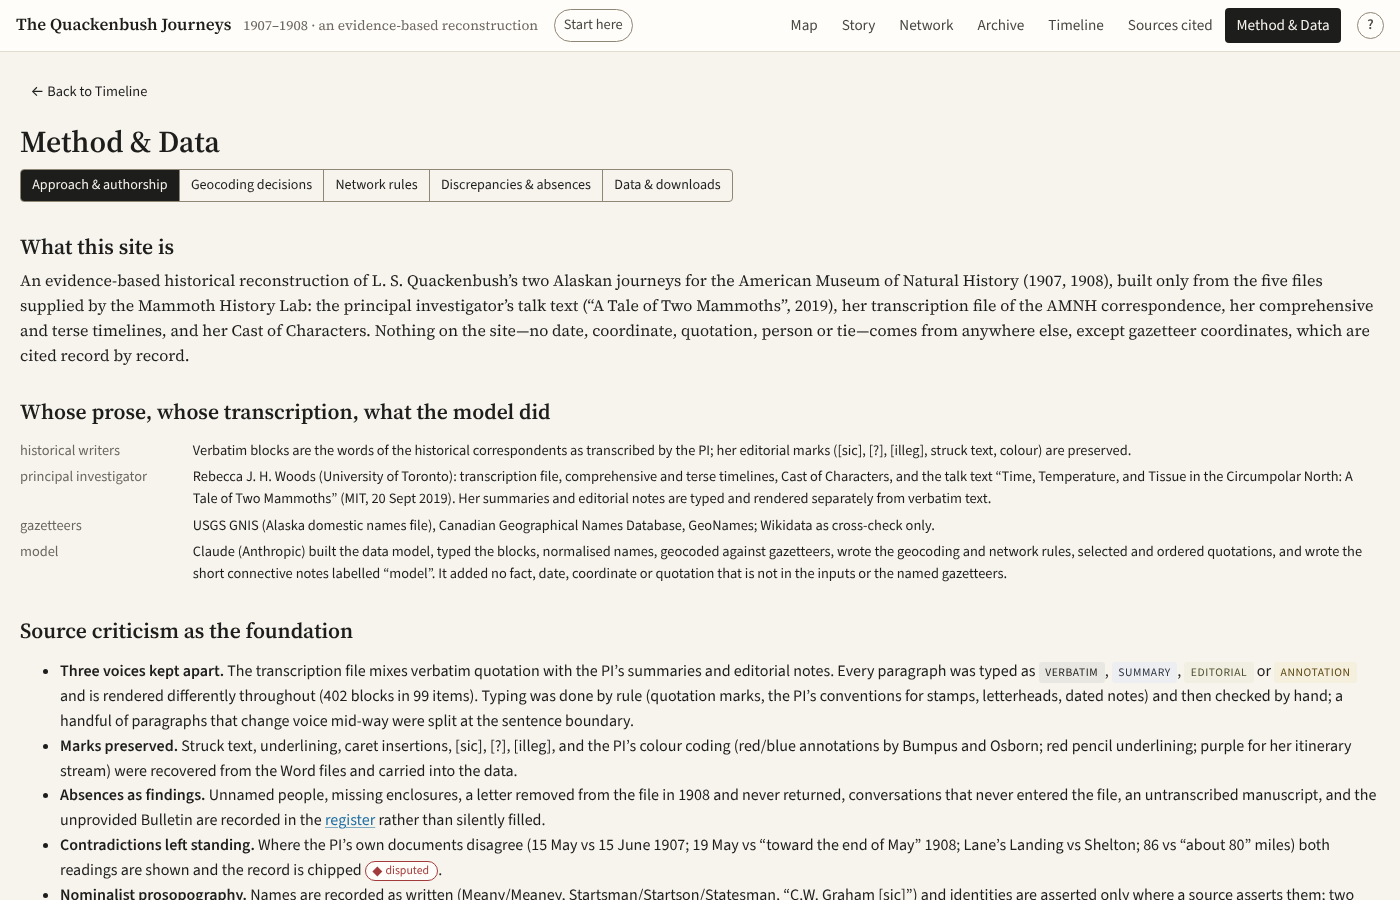 The Quackenbush Journeys 1907–1908 · an evidence-based reconstruction Start here Map Story Network Archive Timeline Sources cited Method & Data ?
← Back to Timeline
Method & Data
Approach & authorship Geocoding decisions Network rules Discrepancies & absences Data & downloads
What this site is
An evidence-based historical reconstruction of L. S. Quackenbush’s two Alaskan journeys for the American Museum of Natural History (1907, 1908), built only from the five files
supplied by the Mammoth History Lab: the principal investigator’s talk text (“A Tale of Two Mammoths”, 2019), her transcription file of the AMNH correspondence, her comprehensive
and terse timelines, and her Cast of Characters. Nothing on the site—no date, coordinate, quotation, person or tie—comes from anywhere else, except gazetteer coordinates, which are
cited record by record.
Whose prose, whose transcription, what the model did
historical writers Verbatim blocks are the words of the historical correspondents as transcribed by the PI; her editorial marks ([sic], [?], [illeg], struck text, colour) are preserved.
principal investigator Rebecca J. H. Woods (University of Toronto): transcription file, comprehensive and terse timelines, Cast of Characters, and the talk text “Time, Temperature, and Tissue in the Circumpolar North: A
Tale of Two Mammoths” (MIT, 20 Sept 2019). Her summaries and editorial notes are typed and rendered separately from verbatim text.
gazetteers USGS GNIS (Alaska domestic names file), Canadian Geographical Names Database, GeoNames; Wikidata as cross-check only.
model Claude (Anthropic) built the data model, typed the blocks, normalised names, geocoded against gazetteers, wrote the geocoding and network rules, selected and ordered quotations, and wrote the
short connective notes labelled “model”. It added no fact, date, coordinate or quotation that is not in the inputs or the named gazetteers.
Source criticism as the foundation
• Three voices kept apart. The transcription file mixes verbatim quotation with the PI’s summaries and editorial notes. Every paragraph was typed as VERBATIM , SUMMARY , EDITORIAL or ANNOTATION
and is rendered differently throughout (402 blocks in 99 items). Typing was done by rule (quotation marks, the PI’s conventions for stamps, letterheads, dated notes) and then checked by hand; a
handful of paragraphs that change voice mid-way were split at the sentence boundary.
• Marks preserved. Struck text, underlining, caret insertions, [sic], [?], [illeg], and the PI’s colour coding (red/blue annotations by Bumpus and Osborn; red pencil underlining; purple for her itinerary
stream) were recovered from the Word files and carried into the data.
• Absences as findings. Unnamed people, missing enclosures, a letter removed from the file in 1908 and never returned, conversations that never entered the file, an untranscribed manuscript, and the
unprovided Bulletin are recorded in the register rather than silently filled.
• Contradictions left standing. Where the PI’s own documents disagree (15 May vs 15 June 1907; 19 May vs “toward the end of May” 1908; Lane’s Landing vs Shelton; 86 vs “about 80” miles) both
readings are shown and the record is chipped ◆ disputed .
• Nominalist prosopography. Names are recorded as written (Meany/Meaney, Startsman/Startson/Statesman, “C.W. Graham [sic]”) and identities are asserted only where a source asserts them; two